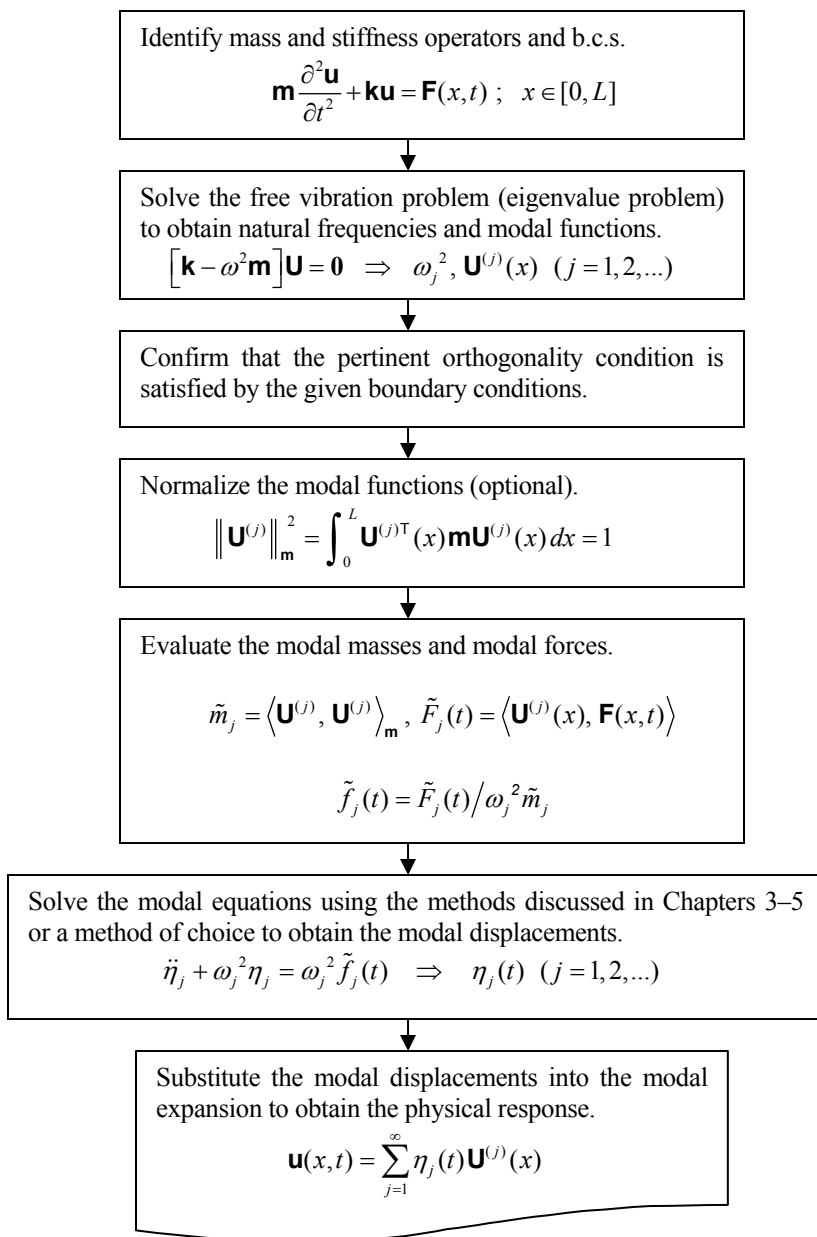 Identify mass and stiffness operators and b.c.s.
𝗺 ∂²𝘂/∂t² + 𝗸𝘂 = 𝗙(x,t) ; x ∈ [0, L]
Solve the free vibration problem (eigenvalue problem)
to obtain natural frequencies and modal functions.
[𝗸 − ω²𝗺]𝗨 = 𝟬 ⇒ ωⱼ², 𝗨⁽ʲ⁾(x) (j = 1, 2,...)
Confirm that the pertinent orthogonality condition is
satisfied by the given boundary conditions.
Normalize the modal functions (optional).
‖𝗨⁽ʲ⁾‖²_𝗺 = ∫₀ᴸ 𝗨⁽ʲ⁾ᵀ(x)𝗺𝗨⁽ʲ⁾(x) dx = 1
Evaluate the modal masses and modal forces.
m̃ⱼ = ⟨𝗨⁽ʲ⁾, 𝗨⁽ʲ⁾⟩_𝗺 , F̃ⱼ(t) = ⟨𝗨⁽ʲ⁾(x), 𝗙(x,t)⟩
f̃ⱼ(t) = F̃ⱼ(t)/ωⱼ²m̃ⱼ
Solve the modal equations using the methods discussed in Chapters 3–5
or a method of choice to obtain the modal displacements.
η̈ⱼ + ωⱼ²ηⱼ = ωⱼ²f̃ⱼ(t) ⇒ ηⱼ(t) (j = 1, 2,...)
Substitute the modal displacements into the modal
expansion to obtain the physical response.
𝘂(x,t) = ∑_{j=1}^{∞} ηⱼ(t)𝗨⁽ʲ⁾(x)